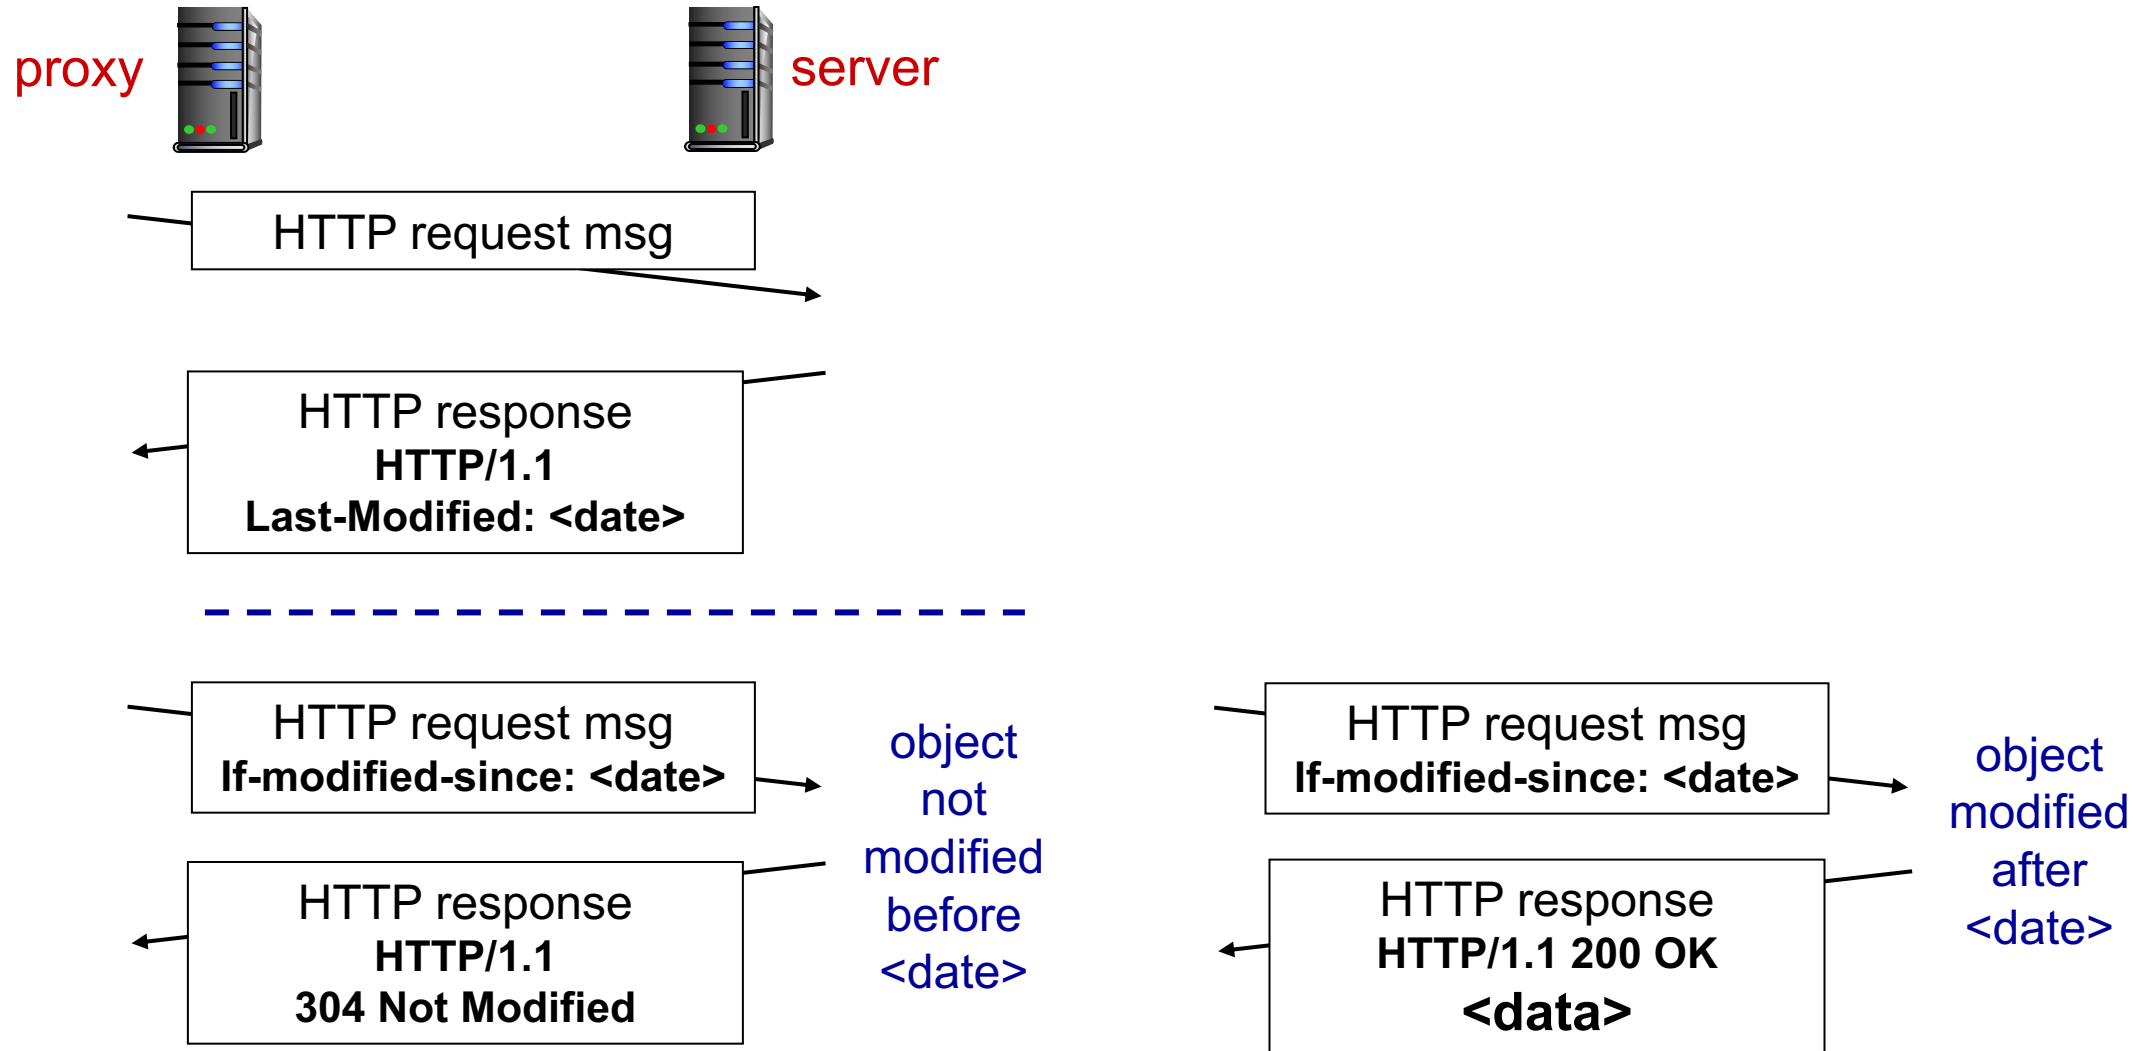 proxy
server
HTTP request msg
HTTP response
HTTP/1.1
Last-Modified: <date>
HTTP request msg
If-modified-since: <date>
object
not
modified
before
<date>
HTTP response
HTTP/1.1
304 Not Modified
HTTP request msg
If-modified-since: <date>
object
modified
after
<date>
HTTP response
HTTP/1.1 200 OK
<data>